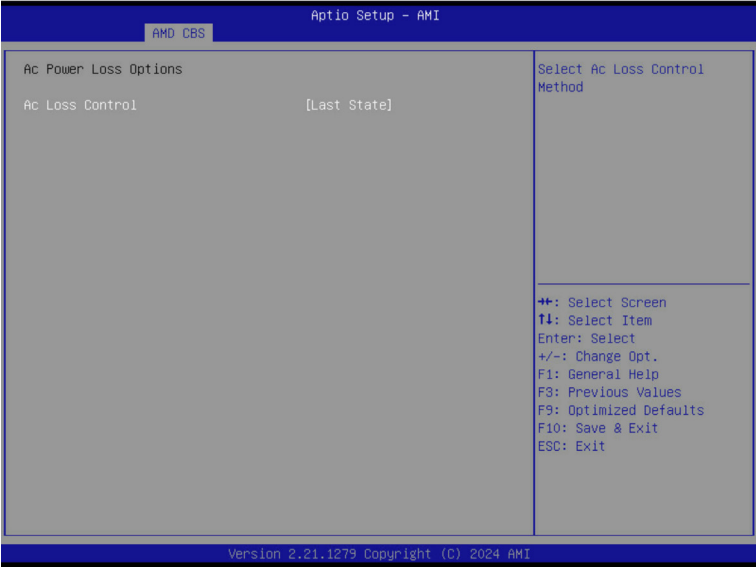 Aptio Setup – AMI
AMD CBS
Ac Power Loss Options
Ac Loss Control [Last State]
Select Ac Loss Control
Method
→←: Select Screen
↑↓: Select Item
Enter: Select
+/-: Change Opt.
F1: General Help
F3: Previous Values
F9: Optimized Defaults
F10: Save & Exit
ESC: Exit
Version 2.21.1279 Copyright (C) 2024 AMI